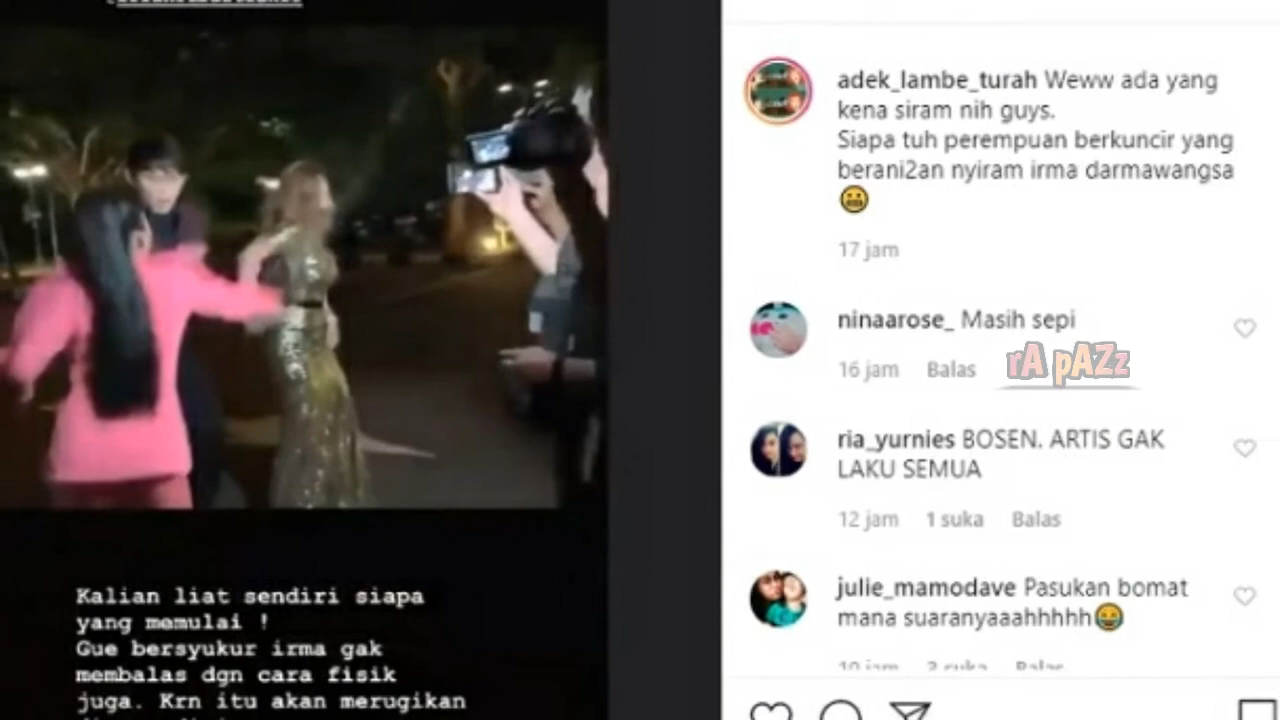 adek_lambe_turah Weww ada yang
kena siram nih guys.
Siapa tuh perempuan berkuncir yang
berani2an nyiram irma darmawangsa
17 jam
ninaarose_ Masih sepi
16 jam Balas
rA pAZz
ria_yurnies BOSEN. ARTIS GAK
LAKU SEMUA
12 jam 1 suka Balas
julie_mamodave Pasukan bomat
mana suaranyaaahhhhh
jam suka Balas
Kalian liat sendiri siapa
yang memulai !
Gue bersyukur irma gak
membalas dgn cara fisik
juga. Krn itu akan merugikan